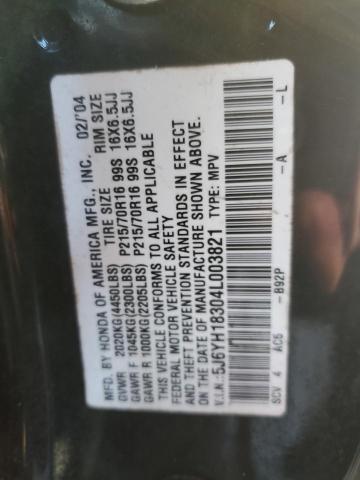 MFD. BY HONDA OF AMERICA MFG., INC. 02/'04
TIRE SIZE RIM SIZE
GVWR 2020KG(4450LBS)
GAWR F 1045KG(2300LBS) P215/70R16 99S 16X6.5JJ
GAWR R 1000KG(2205LBS) P215/70R16 99S 16X6.5JJ
THIS VEHICLE CONFORMS TO ALL APPLICABLE
FEDERAL MOTOR VEHICLE SAFETY
AND THEFT PREVENTION STANDARDS IN EFFECT
ON THE DATE OF MANUFACTURE SHOWN ABOVE.
V.I.N.: 5J6YH18304L003821 TYPE: MPV
SCV 4 AC5 -B92P -A -L